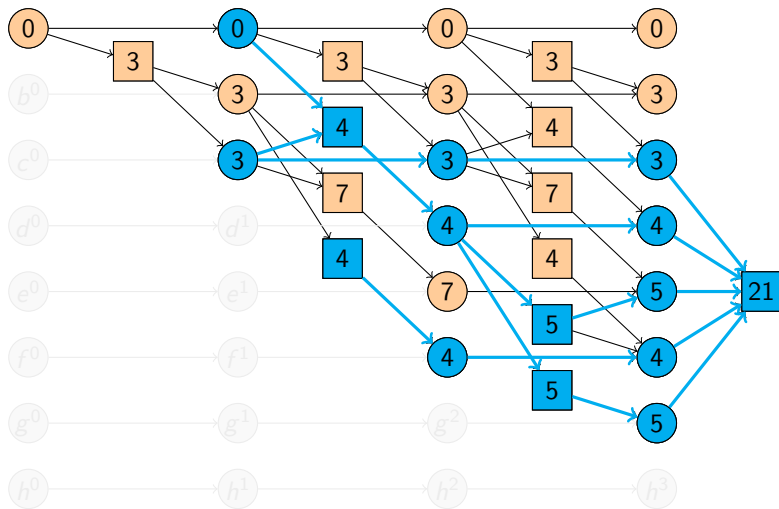 0 0 0 0
3 3 3
b⁰ 3 3 3
4 4
c⁰ 3 3 3
7 7
d⁰ d¹ 4 4
4 4
e⁰ e¹ 7 5 21
5
f⁰ f¹ 4 4
5
g⁰ g¹ g² 5
h⁰ h¹ h² h³